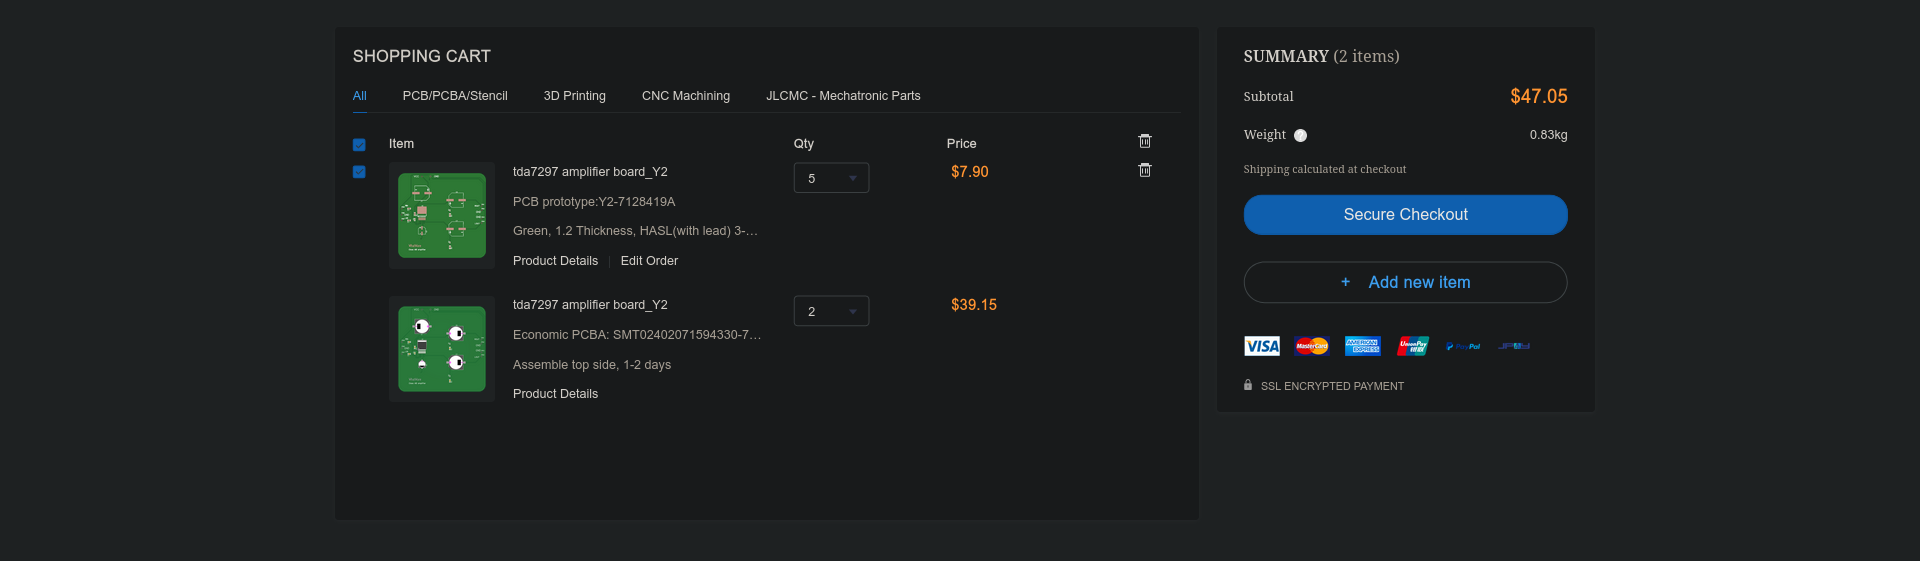 SHOPPING CART
All PCB/PCBA/Stencil 3D Printing CNC Machining JLCMC - Mechatronic Parts
Item Qty Price
tda7297 amplifier board_Y2 5 $7.90
PCB prototype:Y2-7128419A
Green, 1.2 Thickness, HASL(with lead) 3-...
Product Details | Edit Order
tda7297 amplifier board_Y2 2 $39.15
Economic PCBA: SMT02402071594330-7...
Assemble top side, 1-2 days
Product Details
SUMMARY (2 items)
Subtotal $47.05
Weight ? 0.83kg
Shipping calculated at checkout
Secure Checkout
+ Add new item
VISA MasterCard AMERICAN EXPRESS UnionPay 银联 PayPal
SSL ENCRYPTED PAYMENT